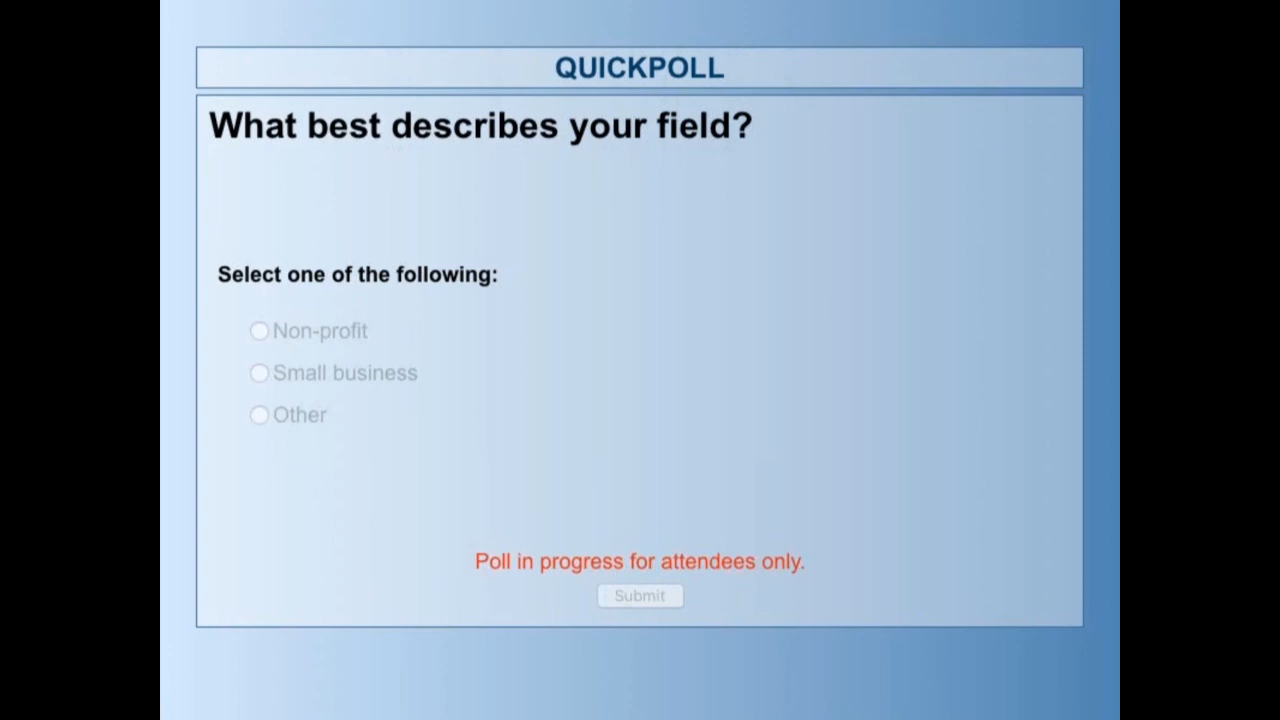 QUICKPOLL
What best describes your field?
Select one of the following:
Non-profit
Small business
Other
Poll in progress for attendees only.
Submit